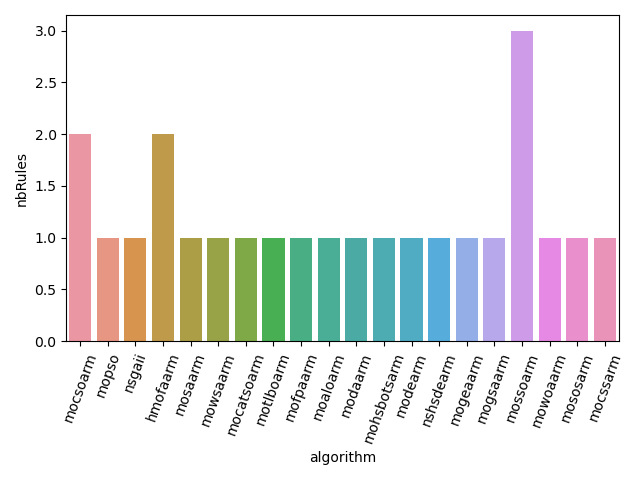 3.0
2.5
2.0
1.5
1.0
0.5
0.0
nbRules
mocsoarm
mopso
nsgaii
hmofaarm
mosaarm
mowsaarm
mocatsoarm
motlboarm
mofpaarm
moaloarm
modaarm
mohsbotsarm
modearm
nshsdearm
mogeaarm
mogsaarm
mossoarm
mowoaarm
mososarm
mocssarm
algorithm